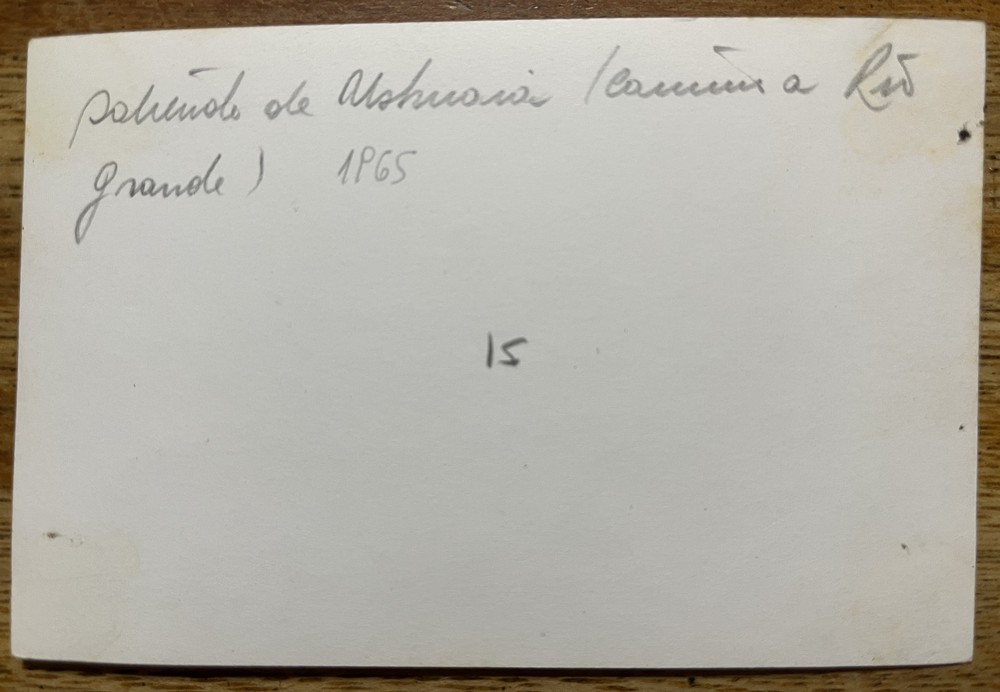 saliendo de Ushuaia (camino a Río
Grande) 1965
15